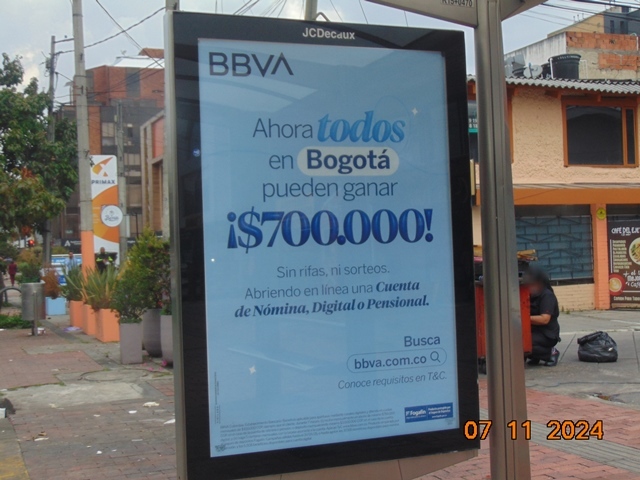 JCDecaux
BBVA
Ahora todos
en Bogotá
pueden ganar
¡$700.000!
Sin rifas, ni sorteos.
Abriendo en línea una Cuenta
de Nómina, Digital o Pensional.
Busca
bbva.com.co
Conoce requisitos en T&C.
Fogafín
PRIMAX
07 11 2024